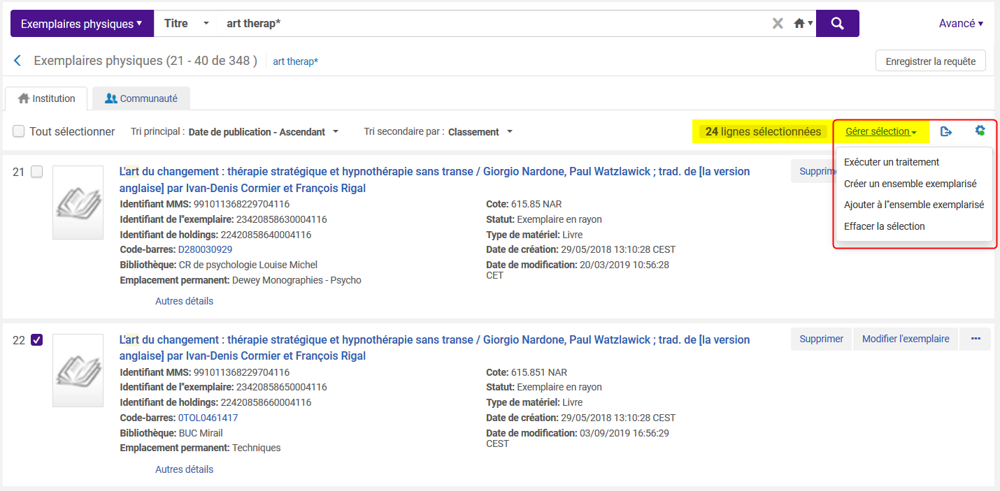 Exemplaires physiques Titre art therap* Avancé
Exemplaires physiques (21 - 40 de 348 ) art therap* Enregistrer la requête
Institution Communauté
Tout sélectionner Tri principal : Date de publication - Ascendant Tri secondaire par : Classement 24 lignes sélectionnées Gérer sélection
Exécuter un traitement
Créer un ensemble exemplarisé
Ajouter à l"ensemble exemplarisé
Effacer la sélection
21 L'art du changement : thérapie stratégique et hypnothérapie sans transe / Giorgio Nardone, Paul Watzlawick ; trad. de [la version Supprim
anglaise] par Ivan-Denis Cormier et François Rigal
Identifiant MMS: 991011368229704116 Cote: 615.85 NAR
Identifiant de l"exemplaire: 23420858630004116 Statut: Exemplaire en rayon
Identifiant de holdings: 22420858640004116 Type de matériel: Livre
Code-barres: D280030929 Date de création: 29/05/2018 13:10:28 CEST
Bibliothèque: CR de psychologie Louise Michel Date de modification: 20/03/2019 10:56:28
CET
Emplacement permanent: Dewey Monographies - Psycho
Autres détails
22 L'art du changement : thérapie stratégique et hypnothérapie sans transe / Giorgio Nardone, Paul Watzlawick ; trad. de [la version Supprimer Modifier l'exemplaire ...
anglaise] par Ivan-Denis Cormier et François Rigal
Identifiant MMS: 991011368229704116 Cote: 615.851 NAR
Identifiant de l"exemplaire: 23420858650004116 Statut: Exemplaire en rayon
Identifiant de holdings: 22420858660004116 Type de matériel: Livre
Code-barres: 0TOL0461417 Date de création: 29/05/2018 13:10:28 CEST
Bibliothèque: BUC Mirail Date de modification: 03/09/2019 16:56:29
CEST
Emplacement permanent: Techniques
Autres détails